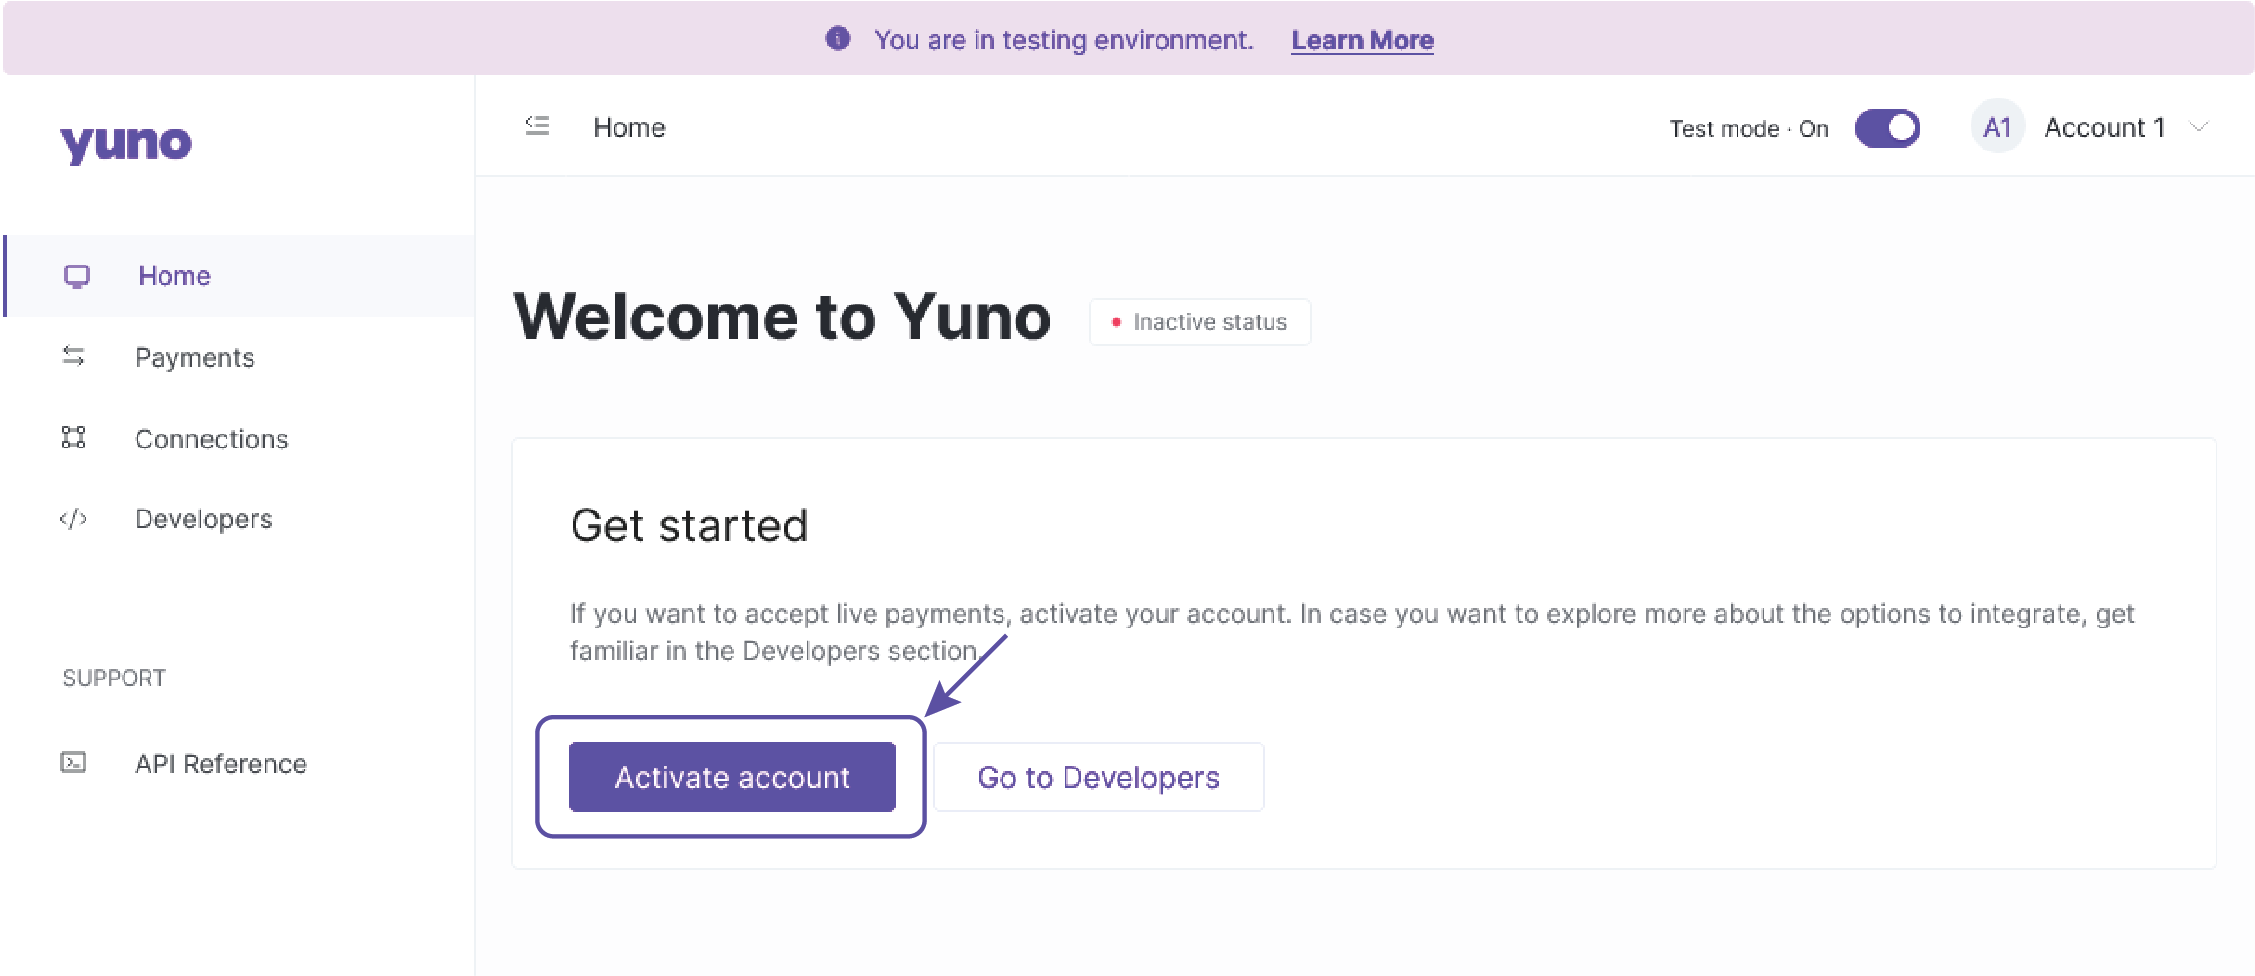 You are in testing environment. Learn More
yuno
Home
Test mode · On
A1
Account 1
Home
Payments
Connections
Developers
SUPPORT
API Reference
Welcome to Yuno
Inactive status
Get started
If you want to accept live payments, activate your account. In case you want to explore more about the options to integrate, get
familiar in the Developers section.
Activate account
Go to Developers